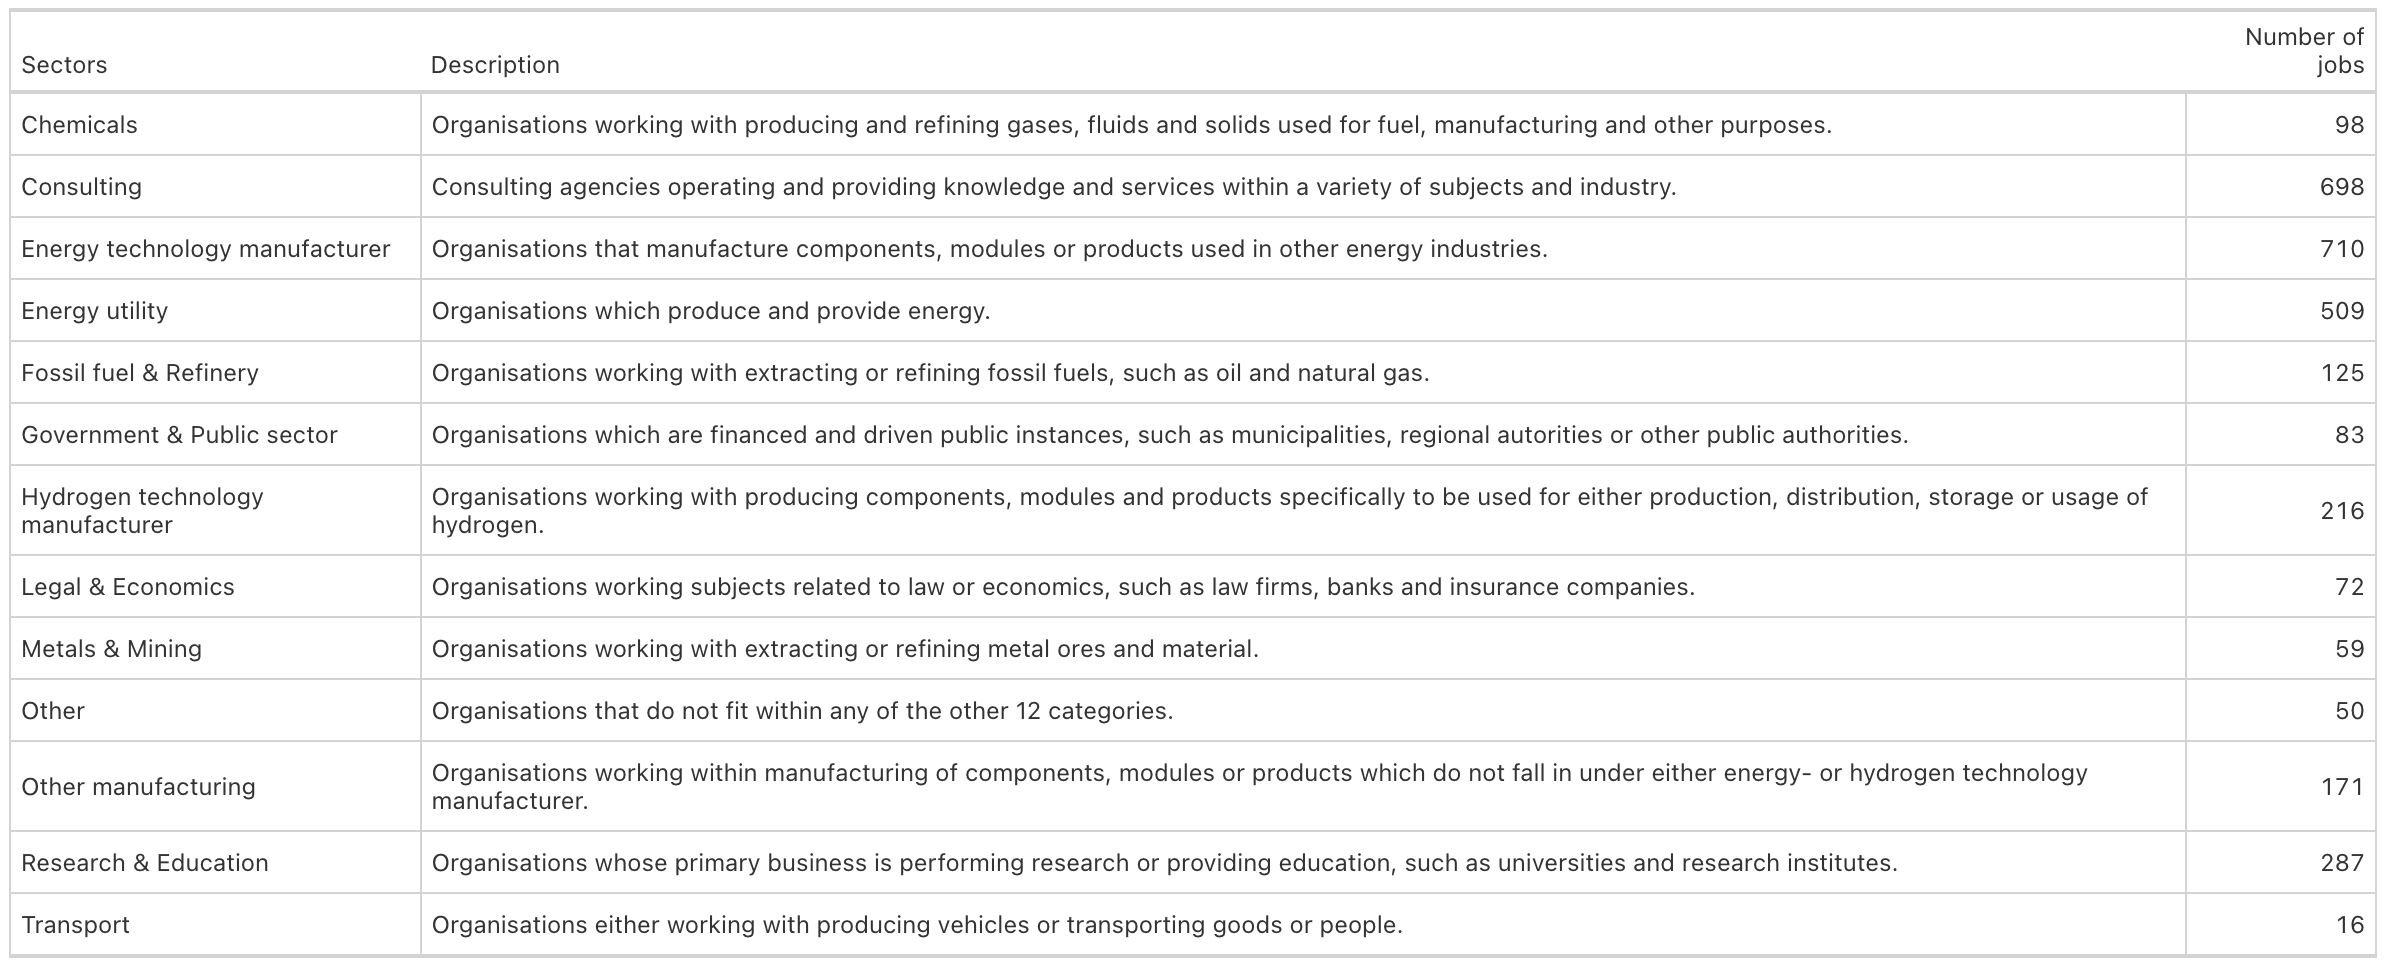 Sectors Description Number of jobs
Chemicals Organisations working with producing and refining gases, fluids and solids used for fuel, manufacturing and other purposes. 98
Consulting Consulting agencies operating and providing knowledge and services within a variety of subjects and industry. 698
Energy technology manufacturer Organisations that manufacture components, modules or products used in other energy industries. 710
Energy utility Organisations which produce and provide energy. 509
Fossil fuel & Refinery Organisations working with extracting or refining fossil fuels, such as oil and natural gas. 125
Government & Public sector Organisations which are financed and driven public instances, such as municipalities, regional autorities or other public authorities. 83
Hydrogen technology manufacturer Organisations working with producing components, modules and products specifically to be used for either production, distribution, storage or usage of hydrogen. 216
Legal & Economics Organisations working subjects related to law or economics, such as law firms, banks and insurance companies. 72
Metals & Mining Organisations working with extracting or refining metal ores and material. 59
Other Organisations that do not fit within any of the other 12 categories. 50
Other manufacturing Organisations working within manufacturing of components, modules or products which do not fall in under either energy- or hydrogen technology manufacturer. 171
Research & Education Organisations whose primary business is performing research or providing education, such as universities and research institutes. 287
Transport Organisations either working with producing vehicles or transporting goods or people. 16